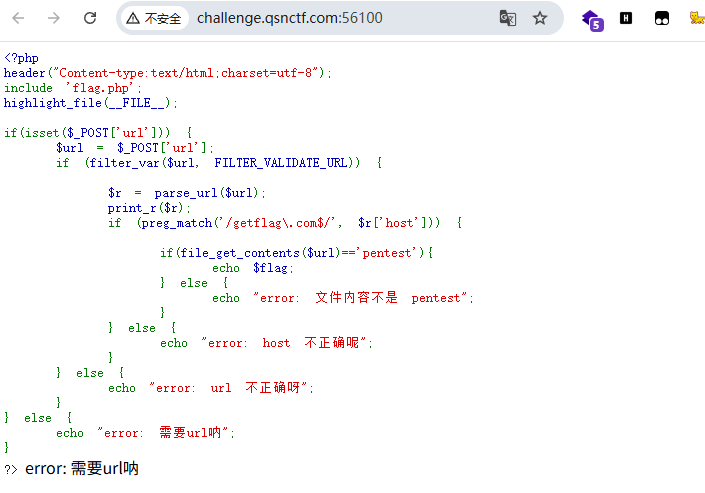 不安全 challenge.qsnctf.com:56100
5 H
<?php
header("Content-type:text/html;charset=utf-8");
include 'flag.php';
highlight_file(__FILE__);
if(isset($_POST['url'])) {
$url = $_POST['url'];
if (filter_var($url, FILTER_VALIDATE_URL)) {
$r = parse_url($url);
print_r($r);
if (preg_match('/getflag\.com$/', $r['host'])) {
if(file_get_contents($url)=='pentest'){
echo $flag;
} else {
echo "error: 文件内容不是 pentest";
}
} else {
echo "error: host 不正确呢";
}
} else {
echo "error: url 不正确呀";
}
} else {
echo "error: 需要url呐";
}
?> error: 需要url呐